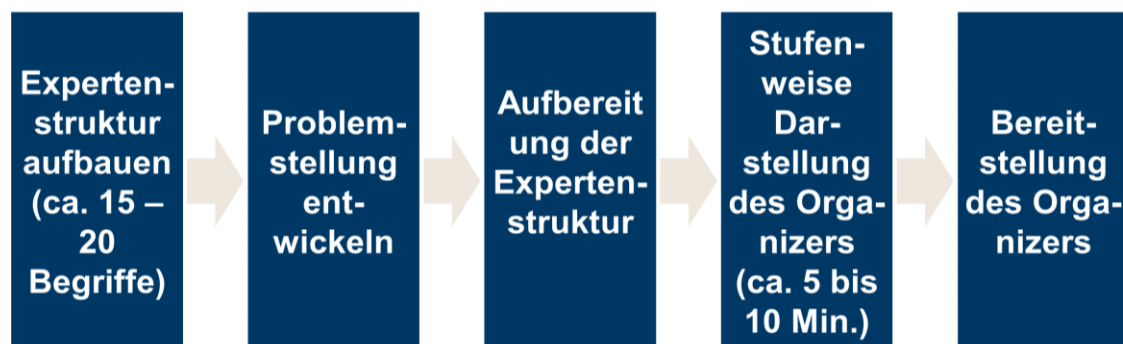 Experten-
struktur
aufbauen
(ca. 15 –
20
Begriffe)
Problem-
stellung
ent-
wickeln
Aufbereit
ung der
Experten-
struktur
Stufen-
weise
Dar-
stellung
des Orga-
nizers
(ca. 5 bis
10 Min.)
Bereit-
stellung
des Orga-
nizers